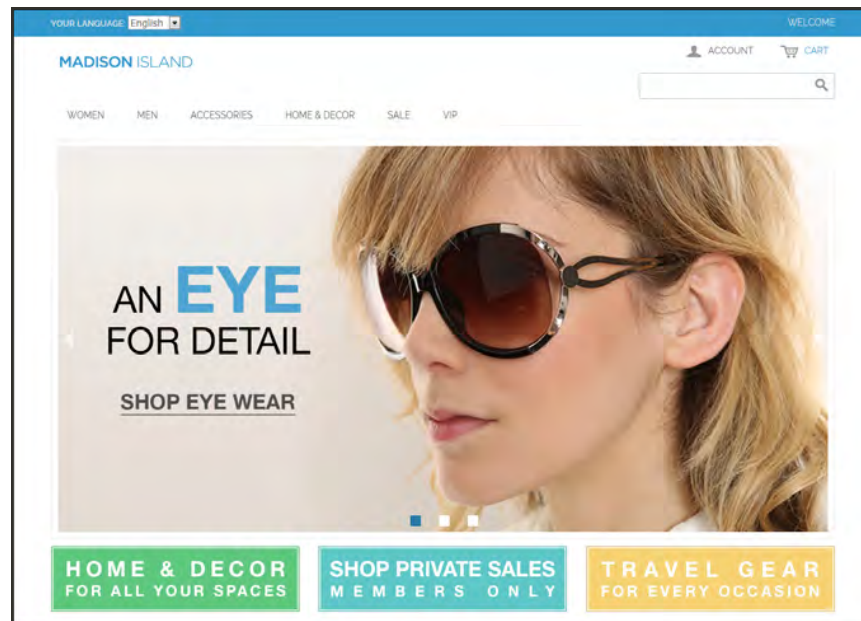 YOUR LANGUAGE: English
WELCOME
MADISON ISLAND
ACCOUNT
CART
WOMEN MEN ACCESSORIES HOME & DECOR SALE VIP
AN EYE
FOR DETAIL
SHOP EYE WEAR
HOME & DECOR
FOR ALL YOUR SPACES
SHOP PRIVATE SALES
MEMBERS ONLY
TRAVEL GEAR
FOR EVERY OCCASION